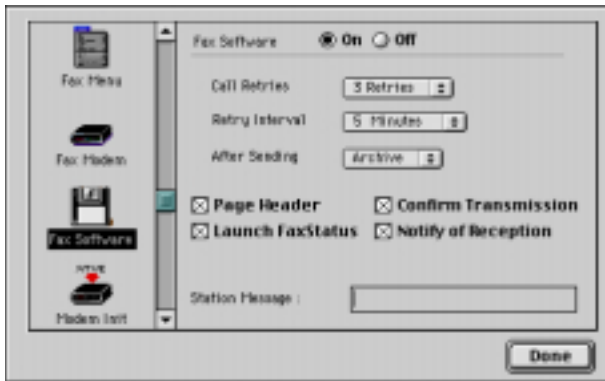 Fax Menu
Fax Modem
Fax Software
Modem Init
Fax Software On Off
Call Retries 3 Retries
Retry Interval 5 Minutes
After Sending Archive
Page Header Confirm Transmission
Launch FaxStatus Notify of Reception
Station Message :
Done